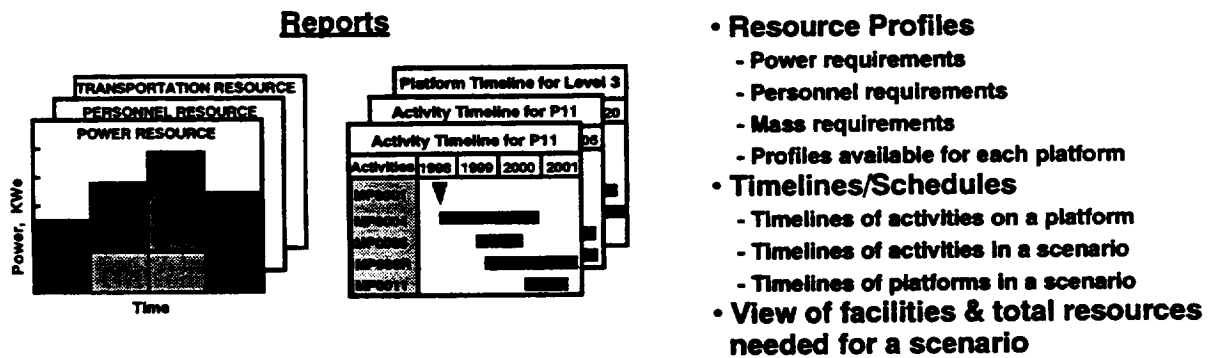 Reports
TRANSPORTATION RESOURCE
PERSONNEL RESOURCE
POWER RESOURCE
Power, KWe
Time
Platform Timeline for Level 3
20
Activity Timeline for P11
05
Activity Timeline for P11
Activities 1998 1999 2000 2001
MP0011
• Resource Profiles
- Power requirements
- Personnel requirements
- Mass requirements
- Profiles available for each platform
• Timelines/Schedules
- Timelines of activities on a platform
- Timelines of activities in a scenario
- Timelines of platforms in a scenario
• View of facilities & total resources
needed for a scenario